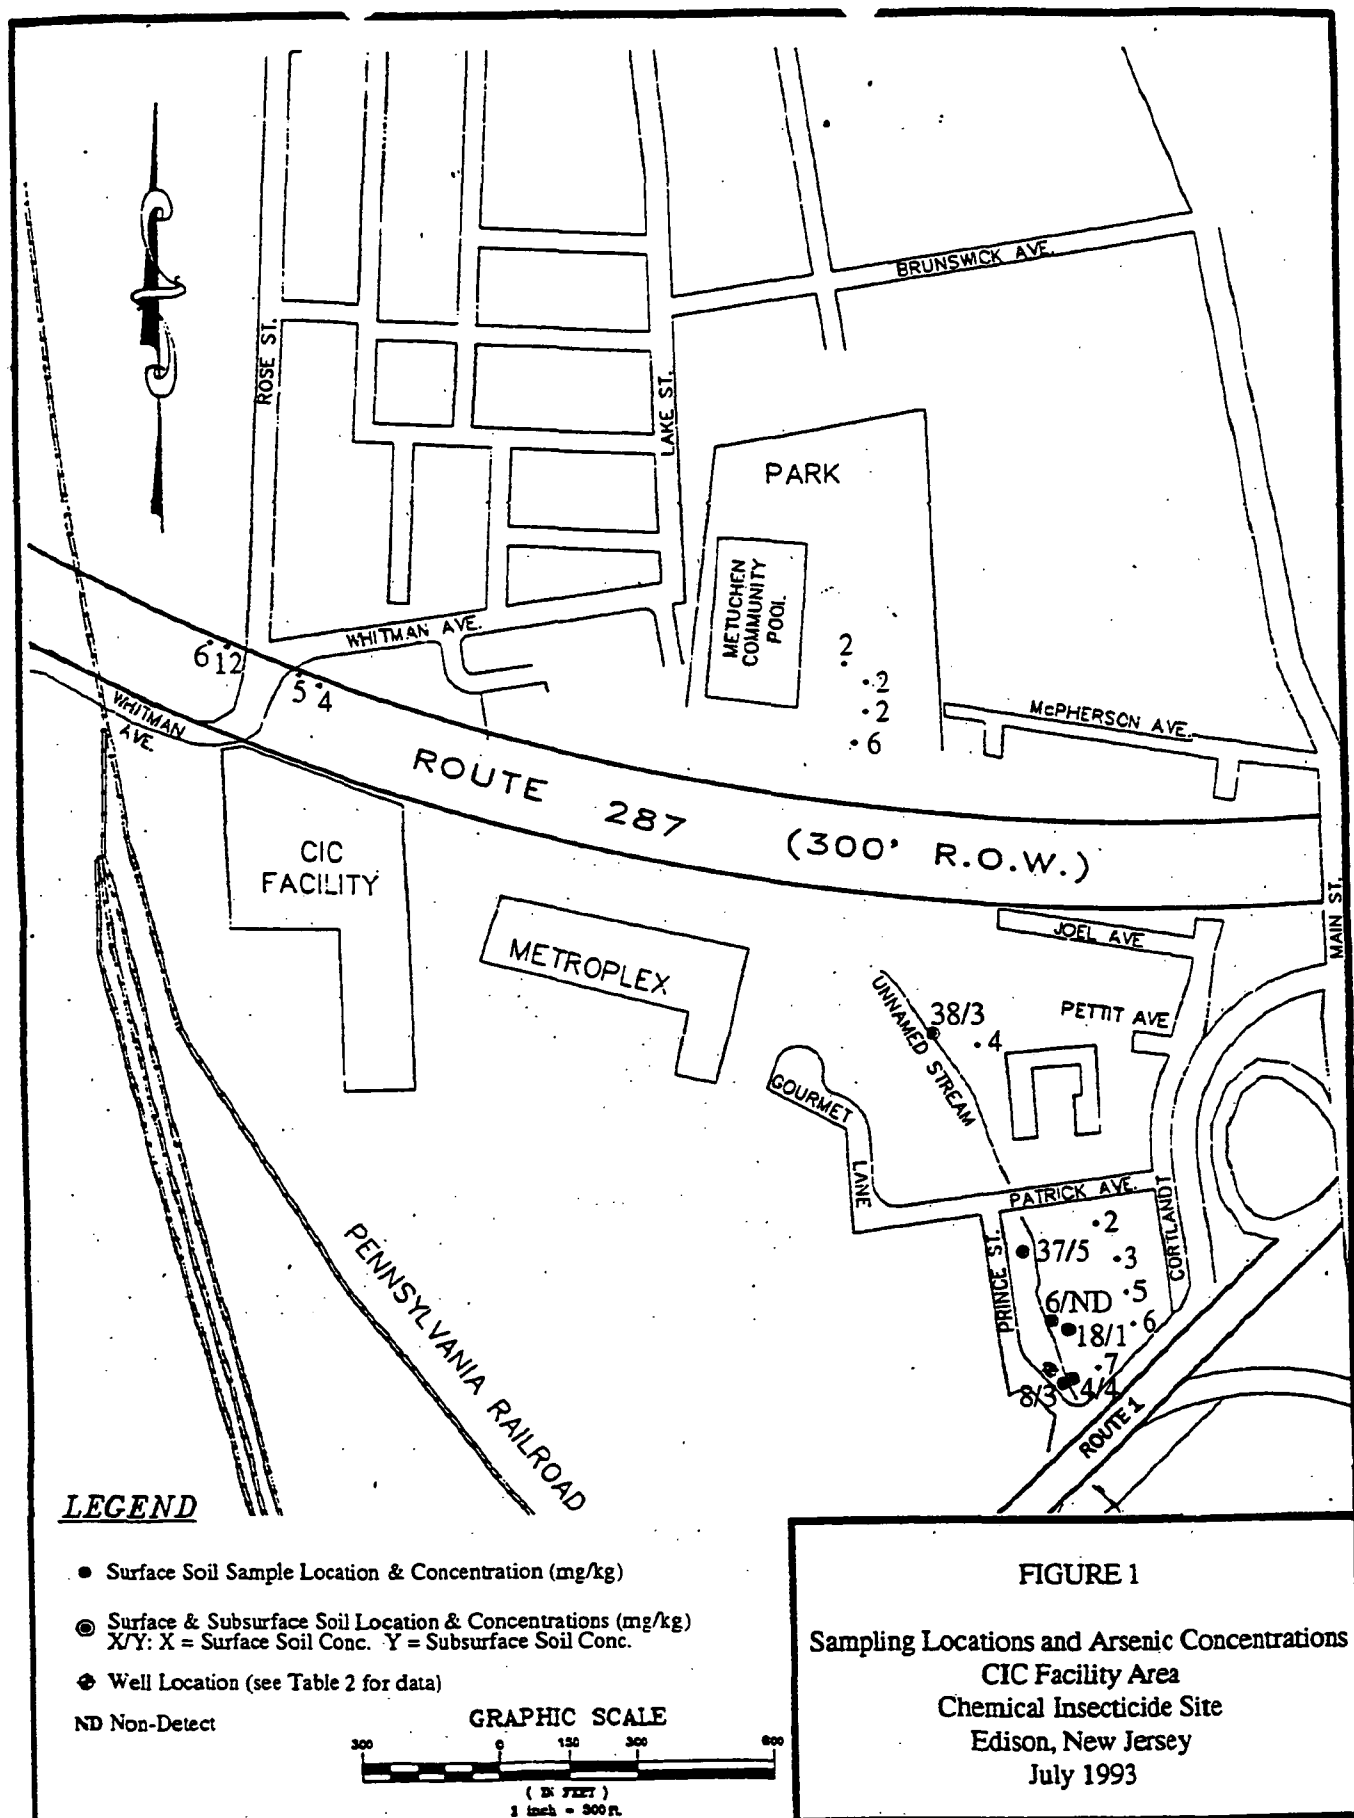 BRUNSWICK AVE.
ROSE ST.
LAKE ST.
PARK
METUCHEN
COMMUNITY
POOL
WHITMAN AVE.
2
2
2
6
6 12
5 4
WHITMAN
AVE.
McPHERSON AVE.
ROUTE 287 (300' R.O.W.)
CIC
FACILITY
METROPLEX
MAIN ST.
JOEL AVE
UNNAMED STREAM
38/3
4
PETTIT AVE
GOURMET
LANE
PATRICK AVE.
CORTLANDT
PRINCE ST.
2
37/5
3
5
6/ND
6
18/1
7
8/3
4/4
ROUTE 1
PENNSYLVANIA RAILROAD
LEGEND
Surface Soil Sample Location & Concentration (mg/kg)
Surface & Subsurface Soil Location & Concentrations (mg/kg)
X/Y: X = Surface Soil Conc. Y = Subsurface Soil Conc.
Well Location (see Table 2 for data)
ND Non-Detect
GRAPHIC SCALE
300 0 150 300 600
( IN FEET )
1 inch = 300 ft.
FIGURE 1
Sampling Locations and Arsenic Concentrations
CIC Facility Area
Chemical Insecticide Site
Edison, New Jersey
July 1993